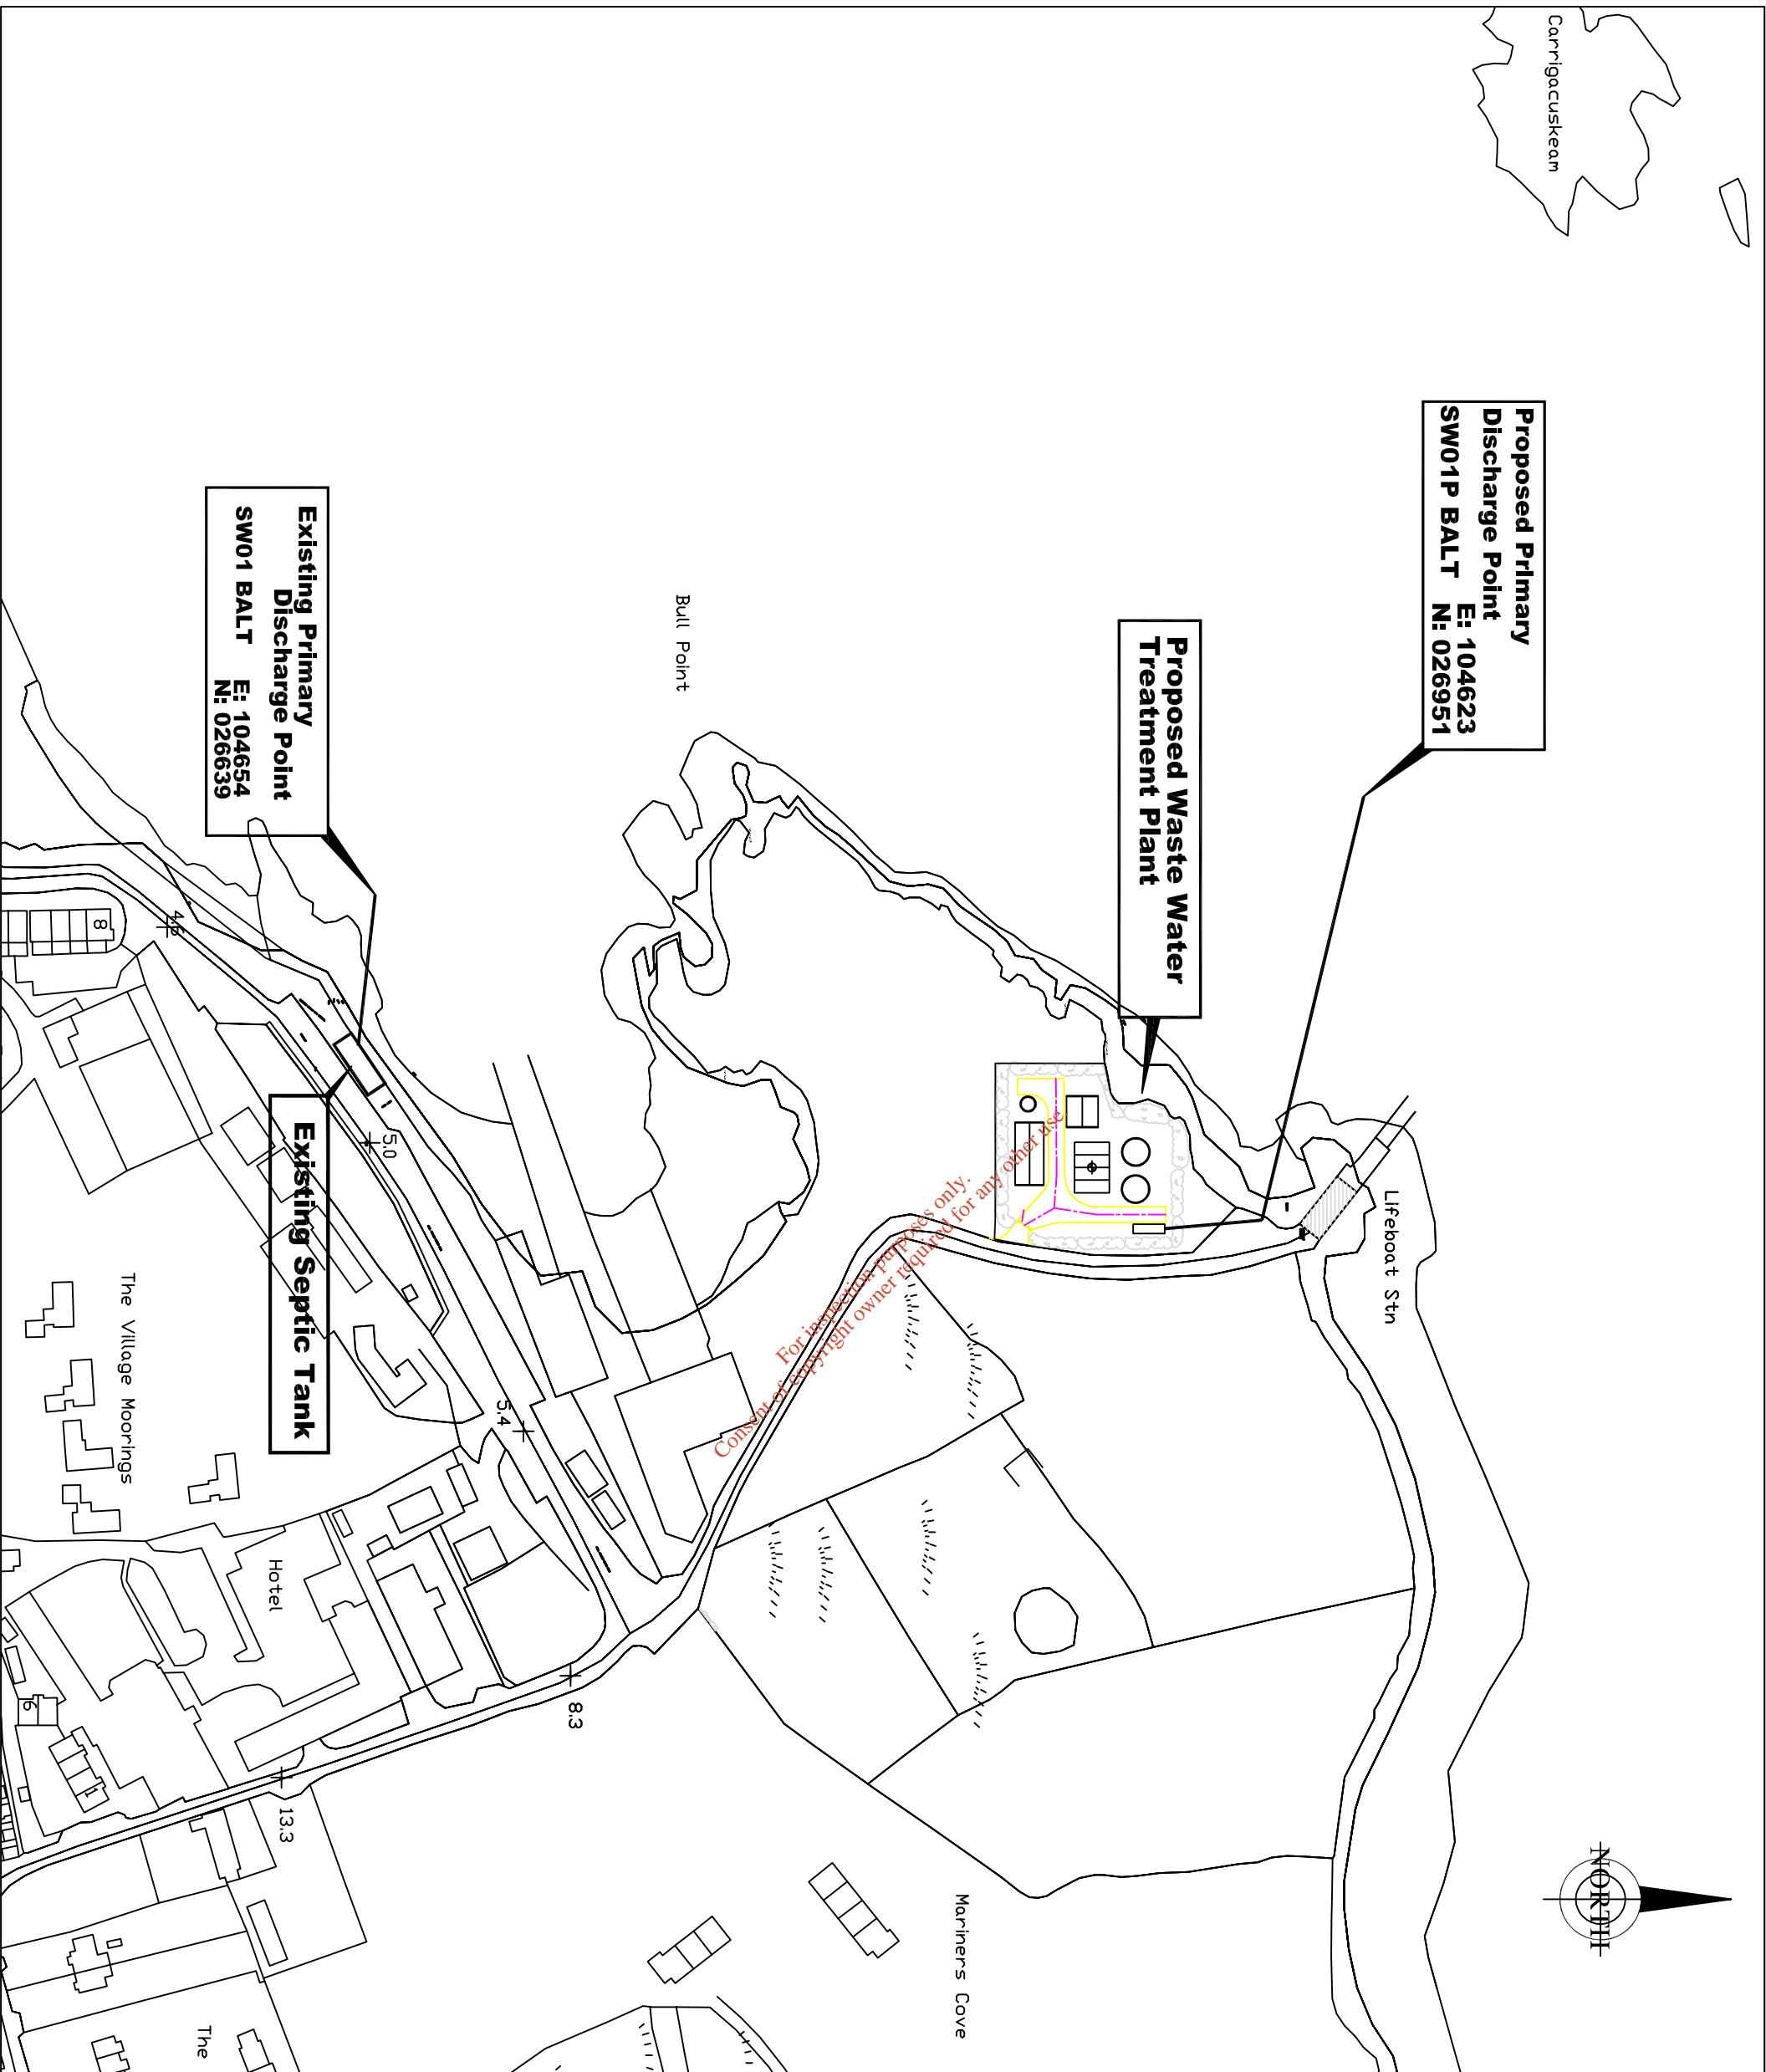 Carrigacuskeam
Proposed Primary
Discharge Point
SW01P BALT E: 104623
N: 026951
Proposed Waste Water
Treatment Plant
Existing Primary
Discharge Point
SW01 BALT E: 104654
N: 026639
Bull Point
Lifeboat Stn
Existing Septic Tank
The Village Moorings
Hotel
Mariners Cove
The
NORTH
8
4.6
5.0
5.4
8.3
13.3
6
1
For inspection purposes only.
Consent of copyright owner required for any other use.